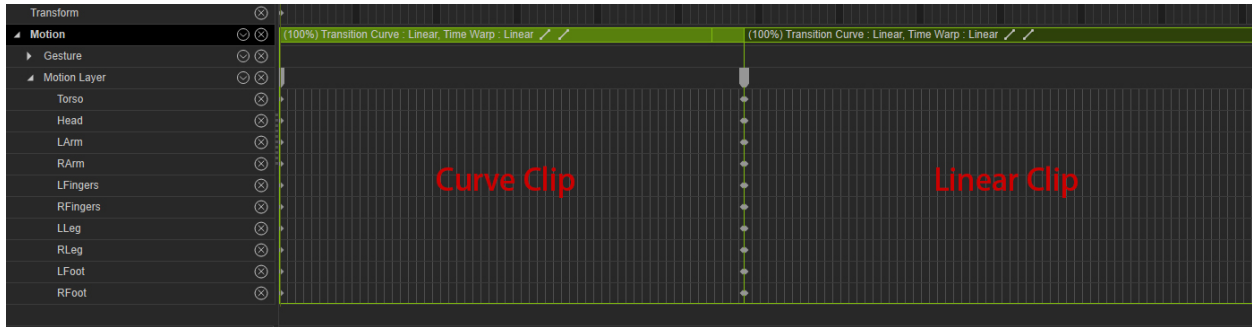 Transform
Motion
(100%) Transition Curve : Linear, Time Warp : Linear
(100%) Transition Curve : Linear, Time Warp : Linear
Gesture
Motion Layer
Torso
Head
LArm
RArm
Curve Clip
Linear Clip
LFingers
RFingers
LLeg
RLeg
LFoot
RFoot